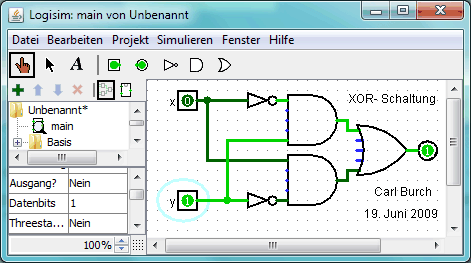 Logisim: main von Unbenannt
Datei Bearbeiten Projekt Simulieren Fenster Hilfe
A
Unbenannt*
main
Basis
Ausgang? Nein
Datenbits 1
Threesta... Nein
100%
x 0
XOR- Schaltung
1
y 1
Carl Burch
19. Juni 2009